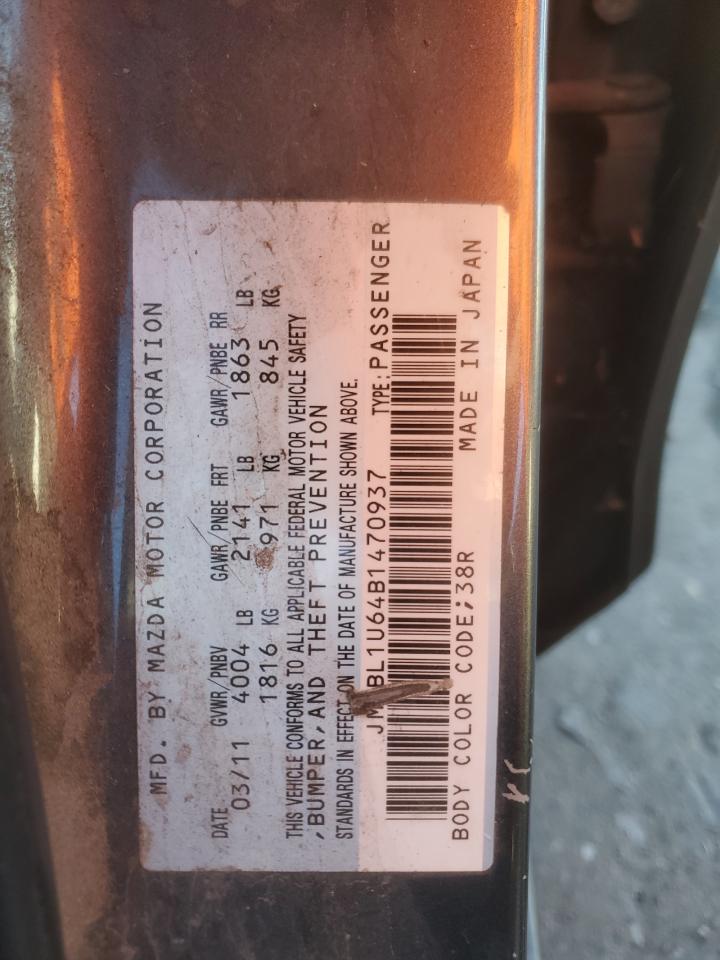 MFD. BY MAZDA MOTOR CORPORATION
DATE GVWR/PNBV GAWR/PNBE FRT GAWR/PNBE RR
03/11 4004 LB 2141 LB 1863 LB
1816 KG 971 KG 845 KG
THIS VEHICLE CONFORMS TO ALL APPLICABLE FEDERAL MOTOR VEHICLE SAFETY
,BUMPER,AND THEFT PREVENTION
STANDARDS IN EFFECT ON THE DATE OF MANUFACTURE SHOWN ABOVE.
TYPE:PASSENGER
BODY COLOR CODE;38R MADE IN JAPAN